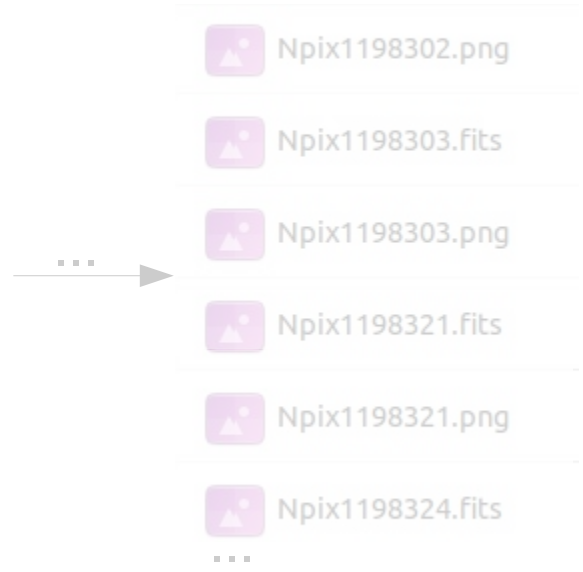 Npix1198302.png
Npix1198303.fits
Npix1198303.png
...
Npix1198321.fits
Npix1198321.png
Npix1198324.fits
...